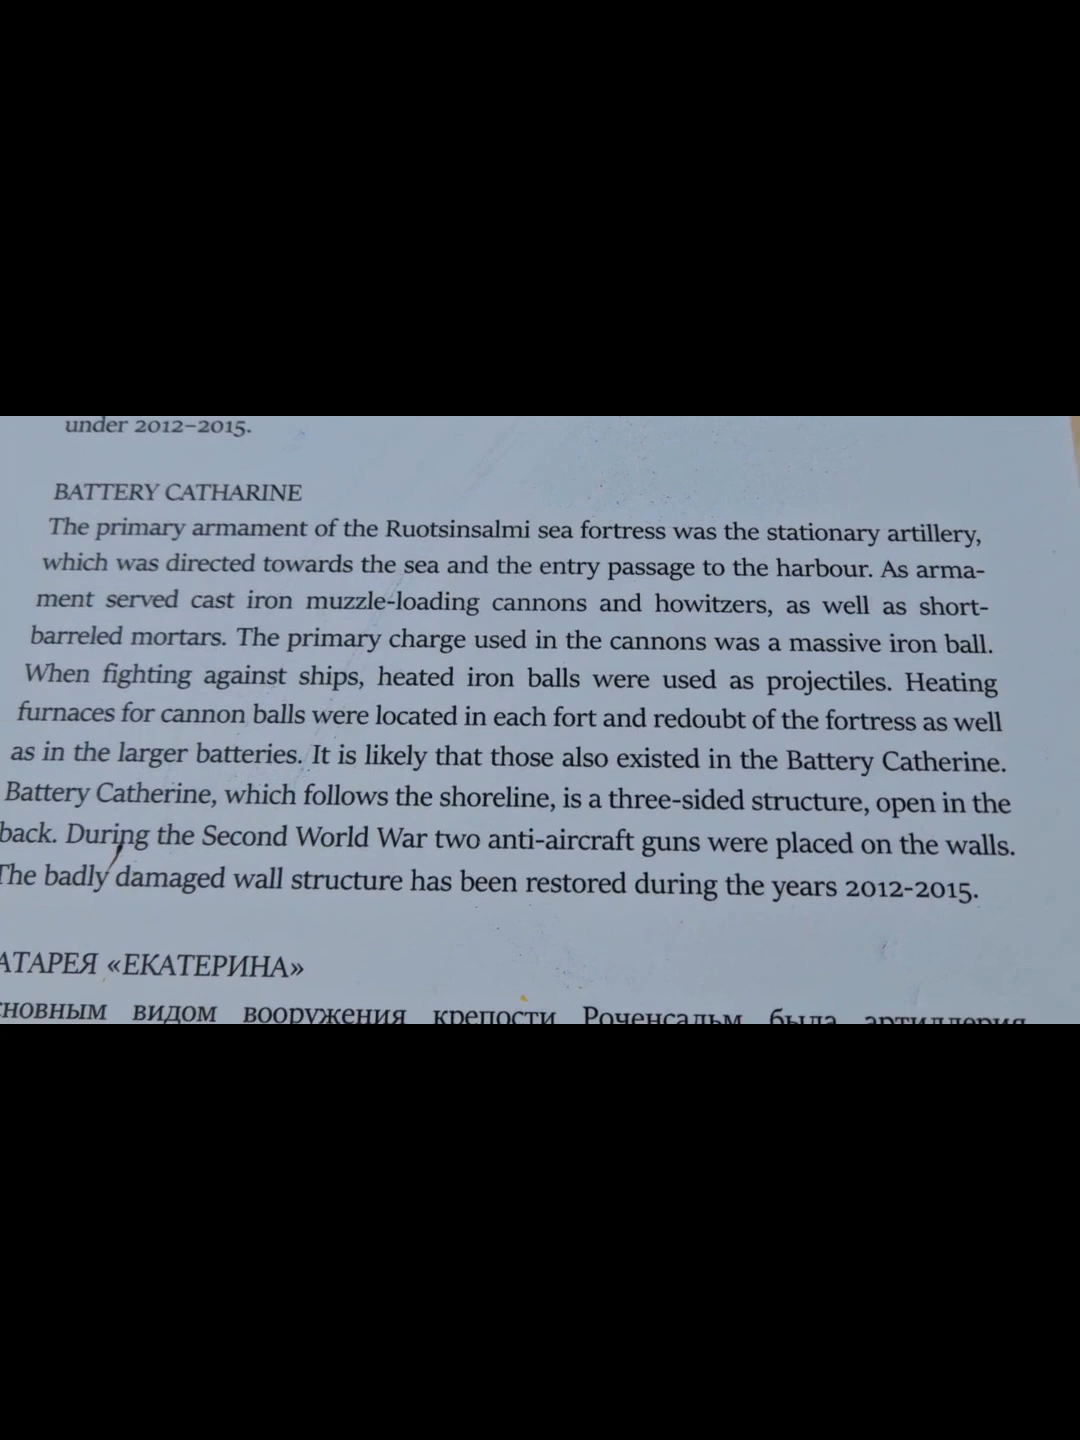 under 2012–2015.
BATTERY CATHARINE
The primary armament of the Ruotsinsalmi sea fortress was the stationary artillery,
which was directed towards the sea and the entry passage to the harbour. As arma-
ment served cast iron muzzle-loading cannons and howitzers, as well as short-
barreled mortars. The primary charge used in the cannons was a massive iron ball.
When fighting against ships, heated iron balls were used as projectiles. Heating
furnaces for cannon balls were located in each fort and redoubt of the fortress as well
as in the larger batteries. It is likely that those also existed in the Battery Catherine.
Battery Catherine, which follows the shoreline, is a three-sided structure, open in the
back. During the Second World War two anti-aircraft guns were placed on the walls.
The badly damaged wall structure has been restored during the years 2012-2015.
АТАРЕЯ «ЕКАТЕРИНА»
сновным видом вооружения крепости Роченсальм была артиллерия